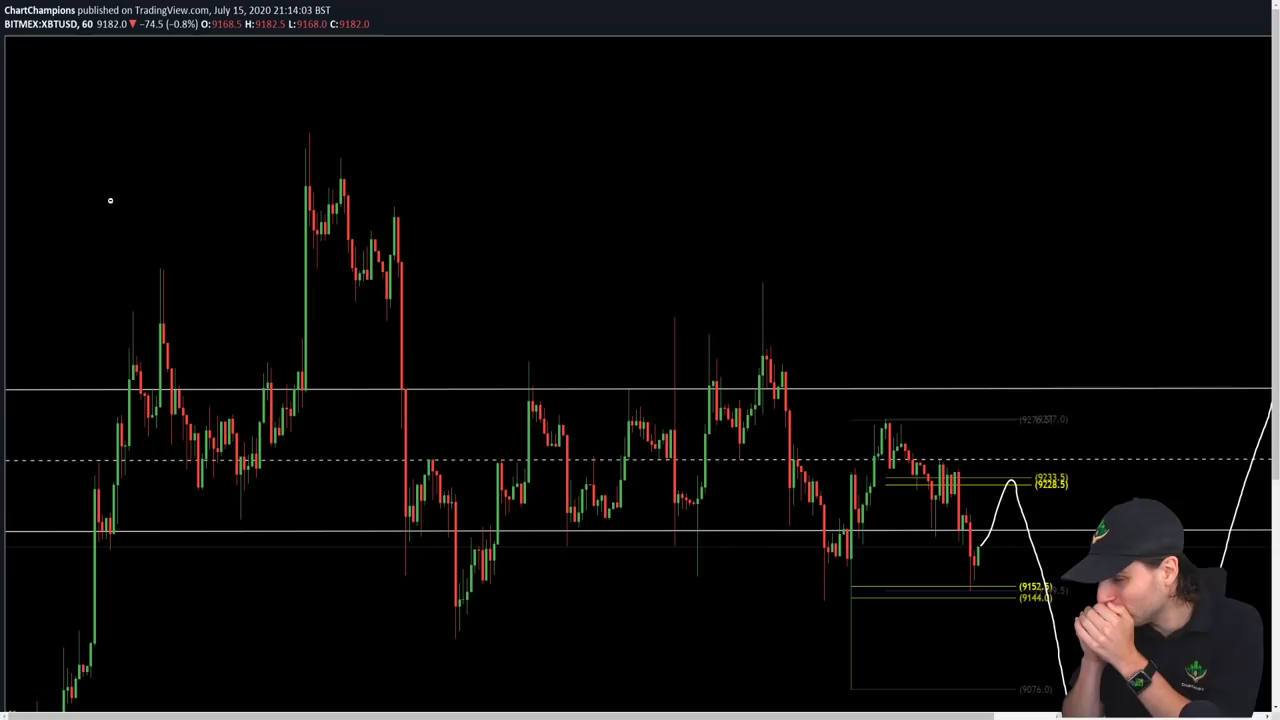 ChartChampions published on TradingView.com, July 15, 2020 21:14:03 BST
BITMEX:XBTUSD, 60 9182.0 ▼ −74.5 (−0.8%) O:9168.5 H:9182.5 L:9168.0 C:9182.0
(9233.5)
(9228.5)
(9152.5)
(9144.0)
(9076.0)